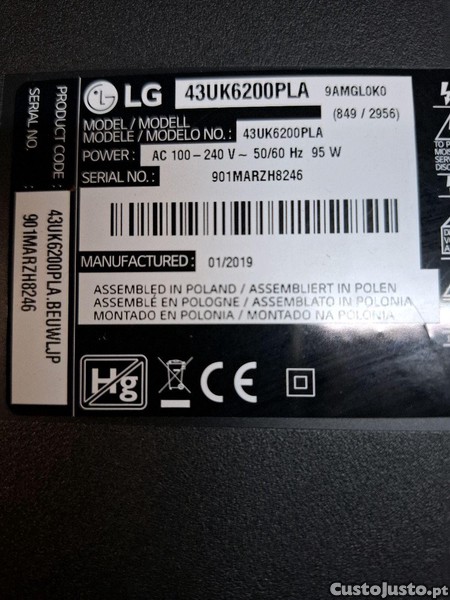 LG 43UK6200PLA 9AMGL0K0
(849 / 2956)
MODEL / MODELL
MODÈLE / MODELO NO. : 43UK6200PLA
POWER : AC 100-240 V~ 50/60 Hz 95 W
SERIAL NO. : 901MARZH8246
MANUFACTURED : 01/2019
ASSEMBLED IN POLAND / ASSEMBLIERT IN POLEN
ASSEMBLÉ EN POLOGNE / ASSEMBLATO IN POLONIA
MONTADO EN POLONIA / MONTADO NA POLONIA
Hg
CE
PRODUCT CODE : 43UK6200PLA.BEUWLJP
SERIAL NO. : 901MARZH8246
CustoJusto.pt